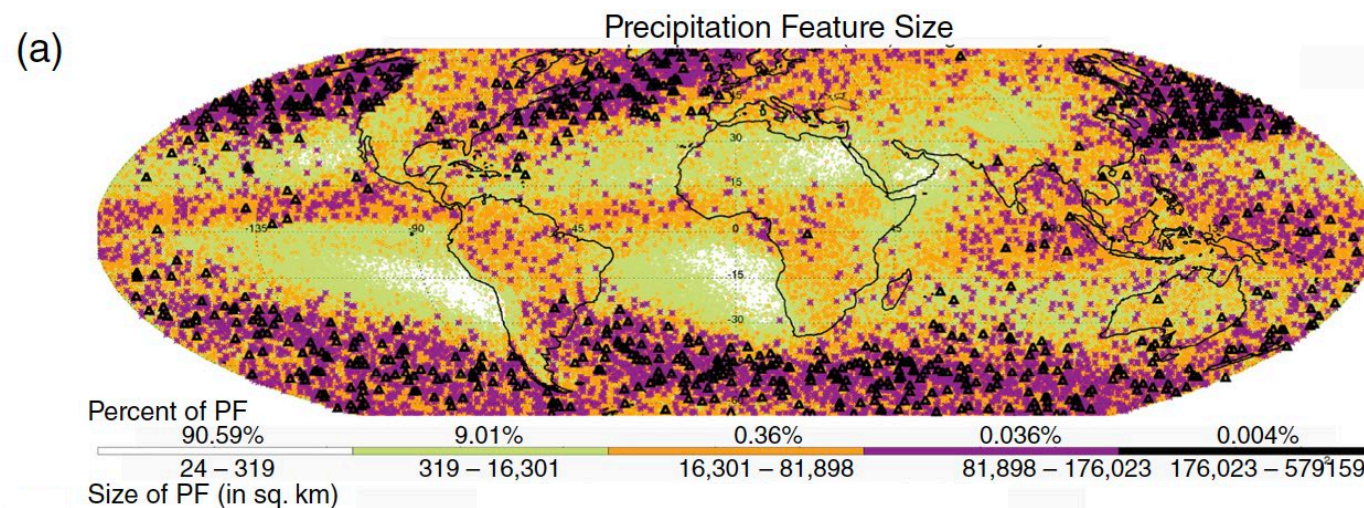 (a)
Precipitation Feature Size
30
15
-135
-90
-45
0
45
-15
-30
Percent of PF
90.59% 9.01% 0.36% 0.036% 0.004%
24 – 319 319 – 16,301 16,301 – 81,898 81,898 – 176,023 176,023 – 579
Size of PF (in sq. km)